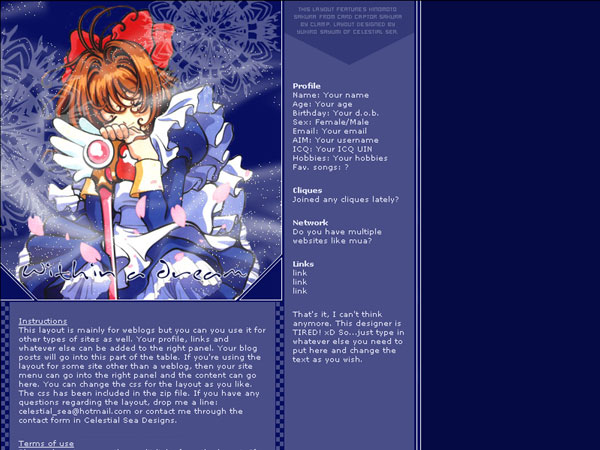 THIS LAYOUT FEATURES KINOMOTO
SAKURA FROM CARD CAPTOR SAKURA
BY CLAMP. LAYOUT DESIGNED BY
YUKINO SAKUMI OF CELESTIAL SEA.
Profile
Name: Your name
Age: Your age
Birthday: Your d.o.b.
Sex: Female/Male
Email: Your email
AIM: Your username
ICQ: Your ICQ UIN
Hobbies: Your hobbies
Fav. songs: ?
Cliques
Joined any cliques lately?
Network
Do you have multiple
websites like mua?
Links
link
link
link
That's it, I can't think
anymore. This designer is
TIRED! xD So...just type in
whatever else you need to
put here and change the
text as you wish.
within a dream
Instructions
This layout is mainly for weblogs but you can you use it for
other types of sites as well. Your profile, links and
whatever else can be added to the right panel. Your blog
posts will go into this part of the table. If you're using the
layout for some site other than a weblog, then your site
menu can go into the right panel and the content can go
here. You can change the css for the layout as you like.
The css has been included in the zip file. If you have any
questions regarding the layout, drop me a line:
celestial_sea@hotmail.com or contact me through the
contact form in Celestial Sea Designs.
Terms of use